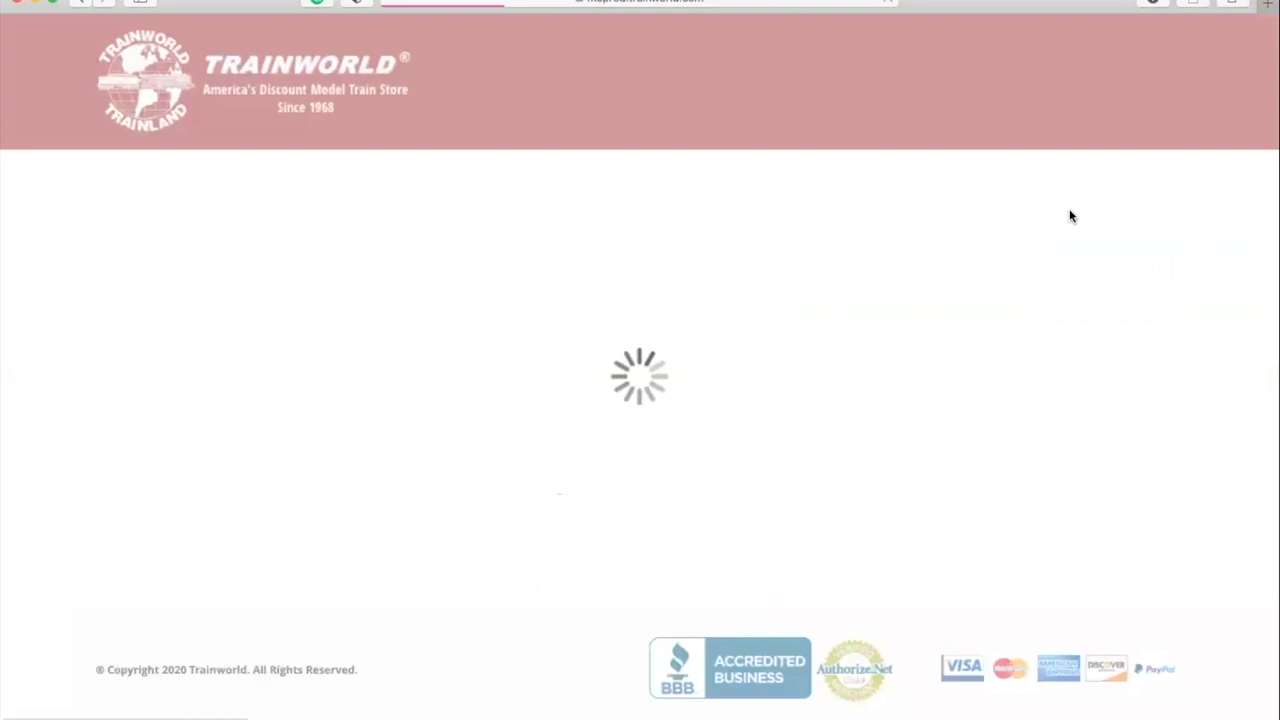 TRAINWORLD
TRAINLAND
TRAINWORLD®
America's Discount Model Train Store
Since 1968
® Copyright 2020 Trainworld. All Rights Reserved.
BBB
ACCREDITED
BUSINESS
Authorize.Net
VISA
DISCOVER
PayPal